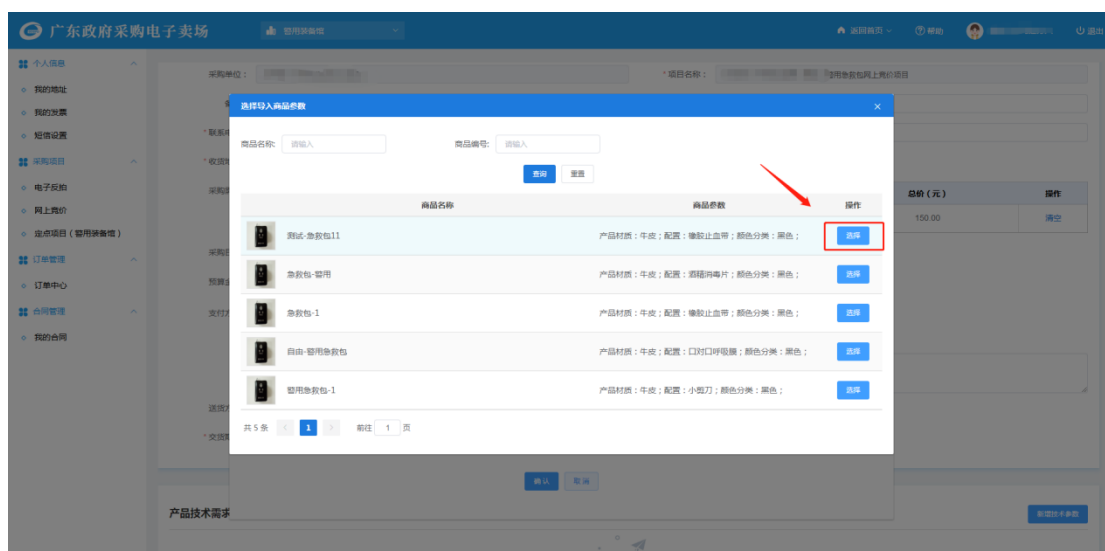 广东政府采购电子卖场
警用装备馆
返回首页
帮助
退出
个人信息
我的地址
我的发票
短信设置
采购项目
电子反拍
网上竞价
定点项目（警用装备馆）
订单管理
订单中心
合同管理
我的合同
采购单位：
*项目名称：
警用急救包网上竞价项目
选择导入商品参数
商品名称: 请输入
商品编号: 请输入
查询 重置
商品名称 商品参数 操作
测试-急救包11 产品材质：牛皮；配置：橡胶止血带；颜色分类：黑色； 选择
急救包-警用 产品材质：牛皮；配置：酒精消毒片；颜色分类：黑色； 选择
急救包-1 产品材质：牛皮；配置：橡胶止血带；颜色分类：黑色； 选择
自由-警用急救包 产品材质：牛皮；配置：口对口呼吸膜；颜色分类：黑色； 选择
警用急救包-1 产品材质：牛皮；配置：小剪刀；颜色分类：黑色； 选择
共 5 条 1 前往 1 页
总价（元） 操作
150.00 清空
确认 取消
产品技术需求
新增技术参数